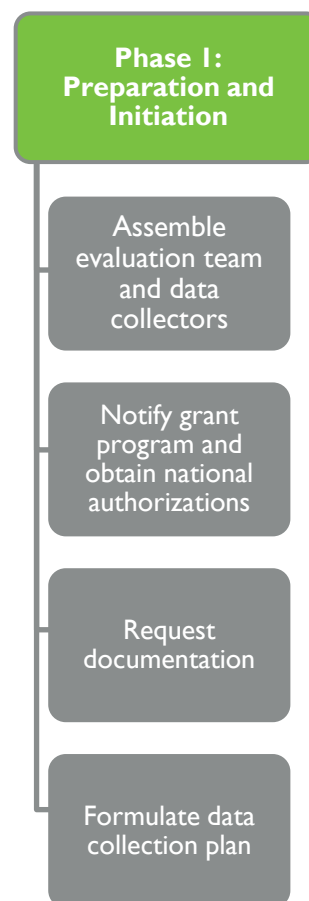 Phase 1:
Preparation and
Initiation
Assemble
evaluation team
and data
collectors
Notify grant
program and
obtain national
authorizations
Request
documentation
Formulate data
collection plan